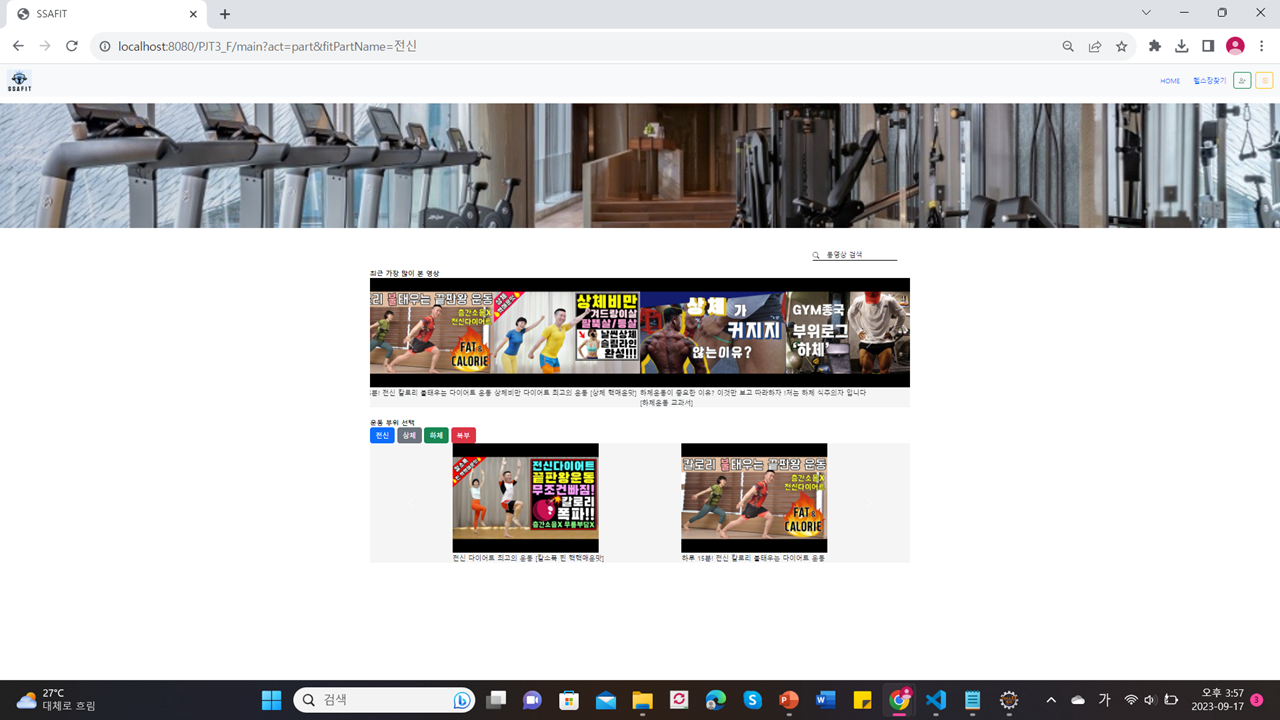 SSAFIT
localhost:8080/PJT3_F/main?act=part&fitPartName=전신
SSAFIT
HOME
헬스장찾기
동영상 검색
최근 가장 많이 본 영상
로리 불태우는 끝판왕 운동
층간소음X
전신다이어트
FAT &
CALORIE
상체비만
겨드랑이살
팔뚝살/등살
날씬상체
슬림라인
완성!!!
상체 가
커지지
않는이유?
GYM종국
부위로그
'하체'
분! 전신 칼로리 불태우는 다이어트 운동
상체비만 다이어트 최고의 운동 [상체 핵매운맛]
하체운동이 중요한 이유? 이것만 보고 따라하자 !
[하체운동 교과서]
저는 하체 식주의자 입니다
운동 부위 선택
전신
상체
하체
복부
전신다이어트
끝판왕운동
무조건빠짐!
칼로리
폭파!!
층간소음X 무릎부담X
칼로리 불태우는 끝판왕 운동
층간소음X
전신다이어트
FAT &
CALORIE
전신 다이어트 최고의 운동 [칼소폭 찐 핵핵매운맛]
하루 15분! 전신 칼로리 불태우는 다이어트 운동
27°C
대체로 흐림
검색
가
오후 3:57
2023-09-17
3